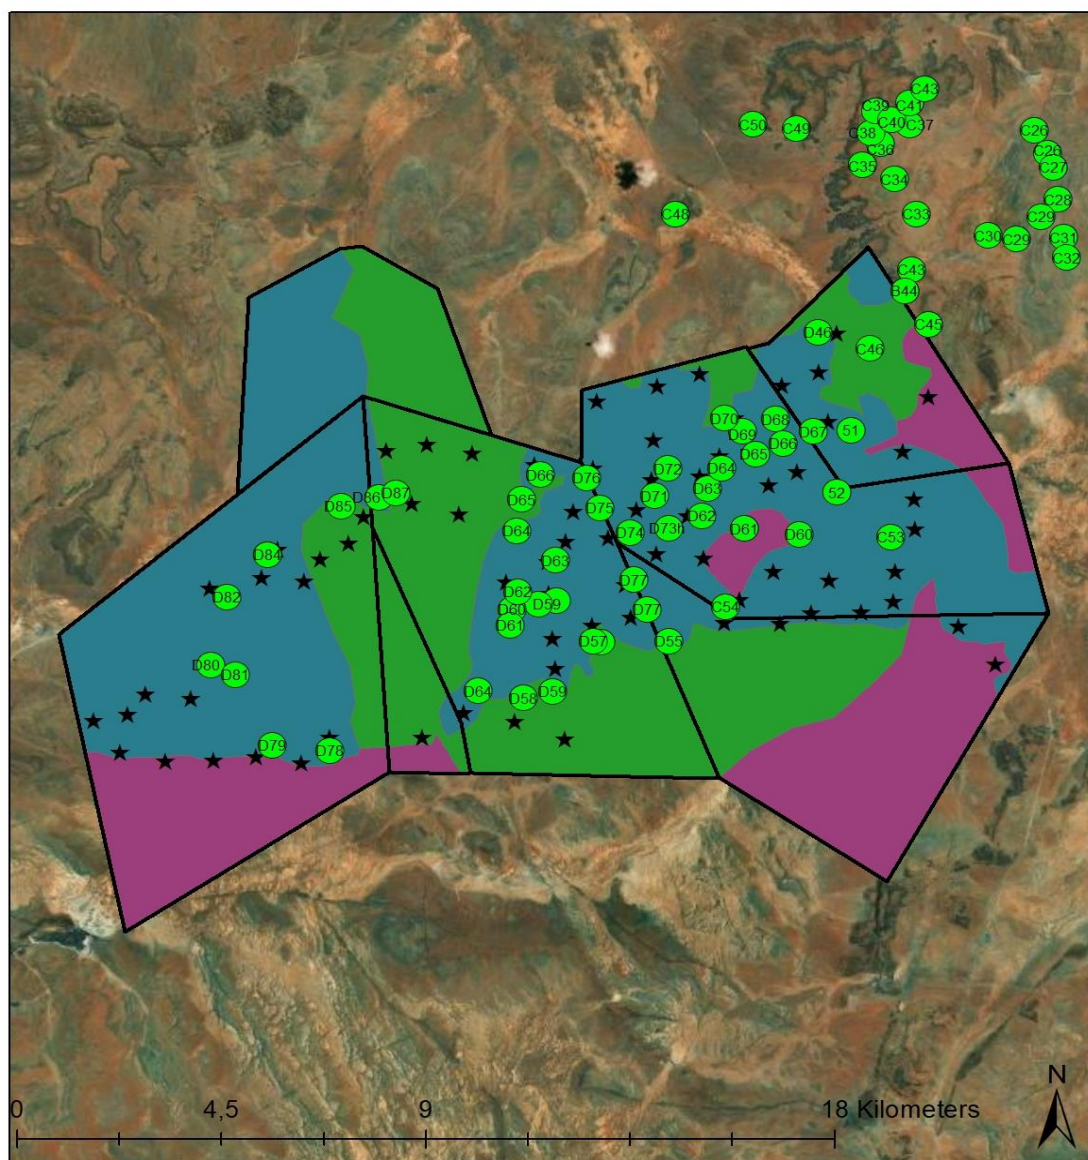 C43
C41
C39
C40
C37
C38
C36
C35
C34
C33
C50
C49
C48
C26
C26
C27
C28
C29
C30
C29
C31
C32
C43
B44
C45
D46
C46
D70
D69
D68
D66
D67
51
D65
D64
D63
D62
D72
D71
D73h
D61
D60
52
C53
D66
D76
D65
D75
D64
D74
D63
D77
D77
D62
D60
D59
D61
D57
D55
C54
D64
D58
D59
D85
D86
D87
D84
D82
D80
D81
D79
D78
N
0
4,5
9
18 Kilometers